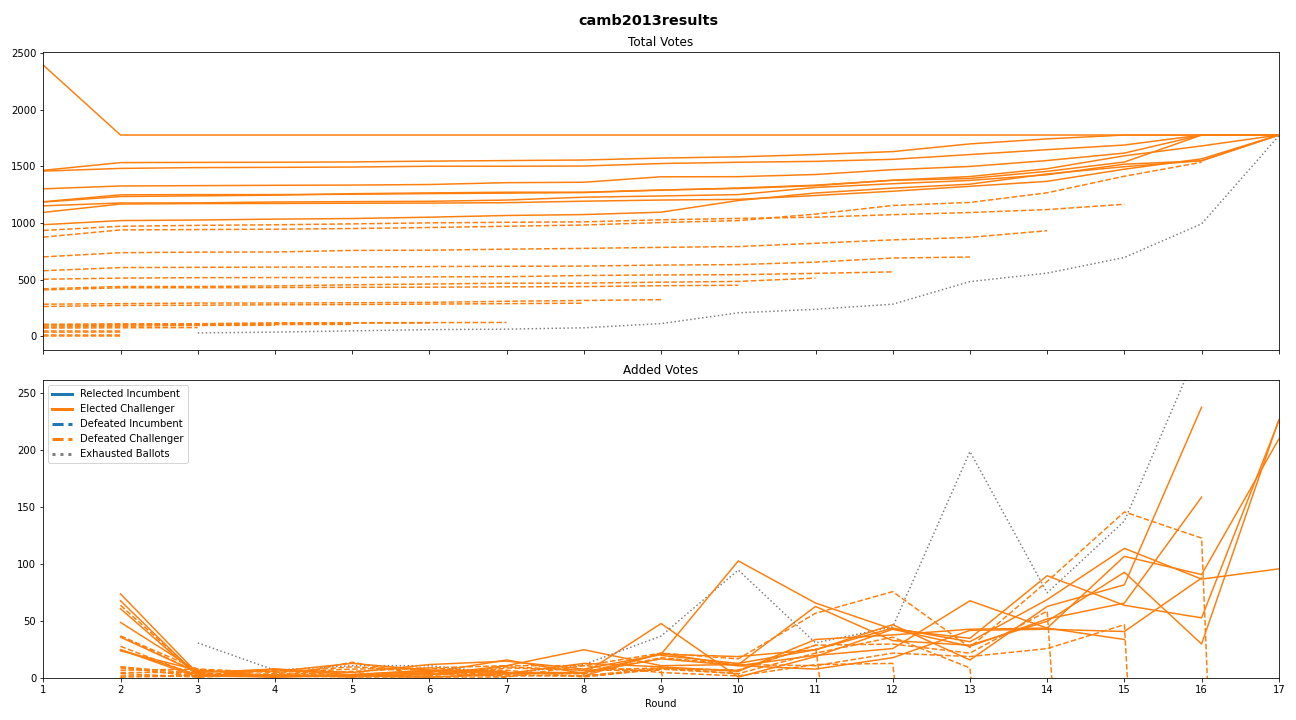 camb2013results
Total Votes
2500
2000
1500
1000
500
0
Added Votes
250
200
150
100
50
0
Relected Incumbent
Elected Challenger
Defeated Incumbent
Defeated Challenger
Exhausted Ballots
1 2 3 4 5 6 7 8 9 10 11 12 13 14 15 16 17
Round